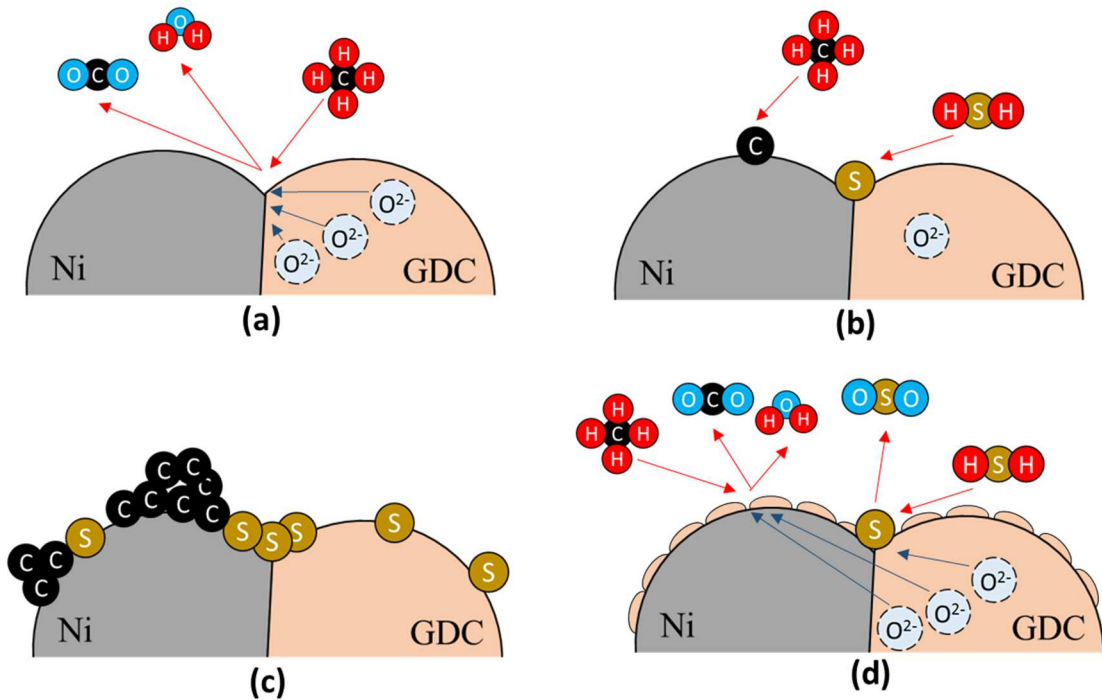 H
O
H H
O C O
H C H
H
O2-
O2-
O2-
Ni
GDC
(a)
H
H C H
H
H S H
C
S
O2-
Ni
GDC
(b)
C C
C
C C C C C
S
S S S
S
S
C C
C
Ni
GDC
(c)
H
H C H
H
O C O
O
H H
O S O
H S H
S
O2-
O2-
O2-
Ni
GDC
(d)